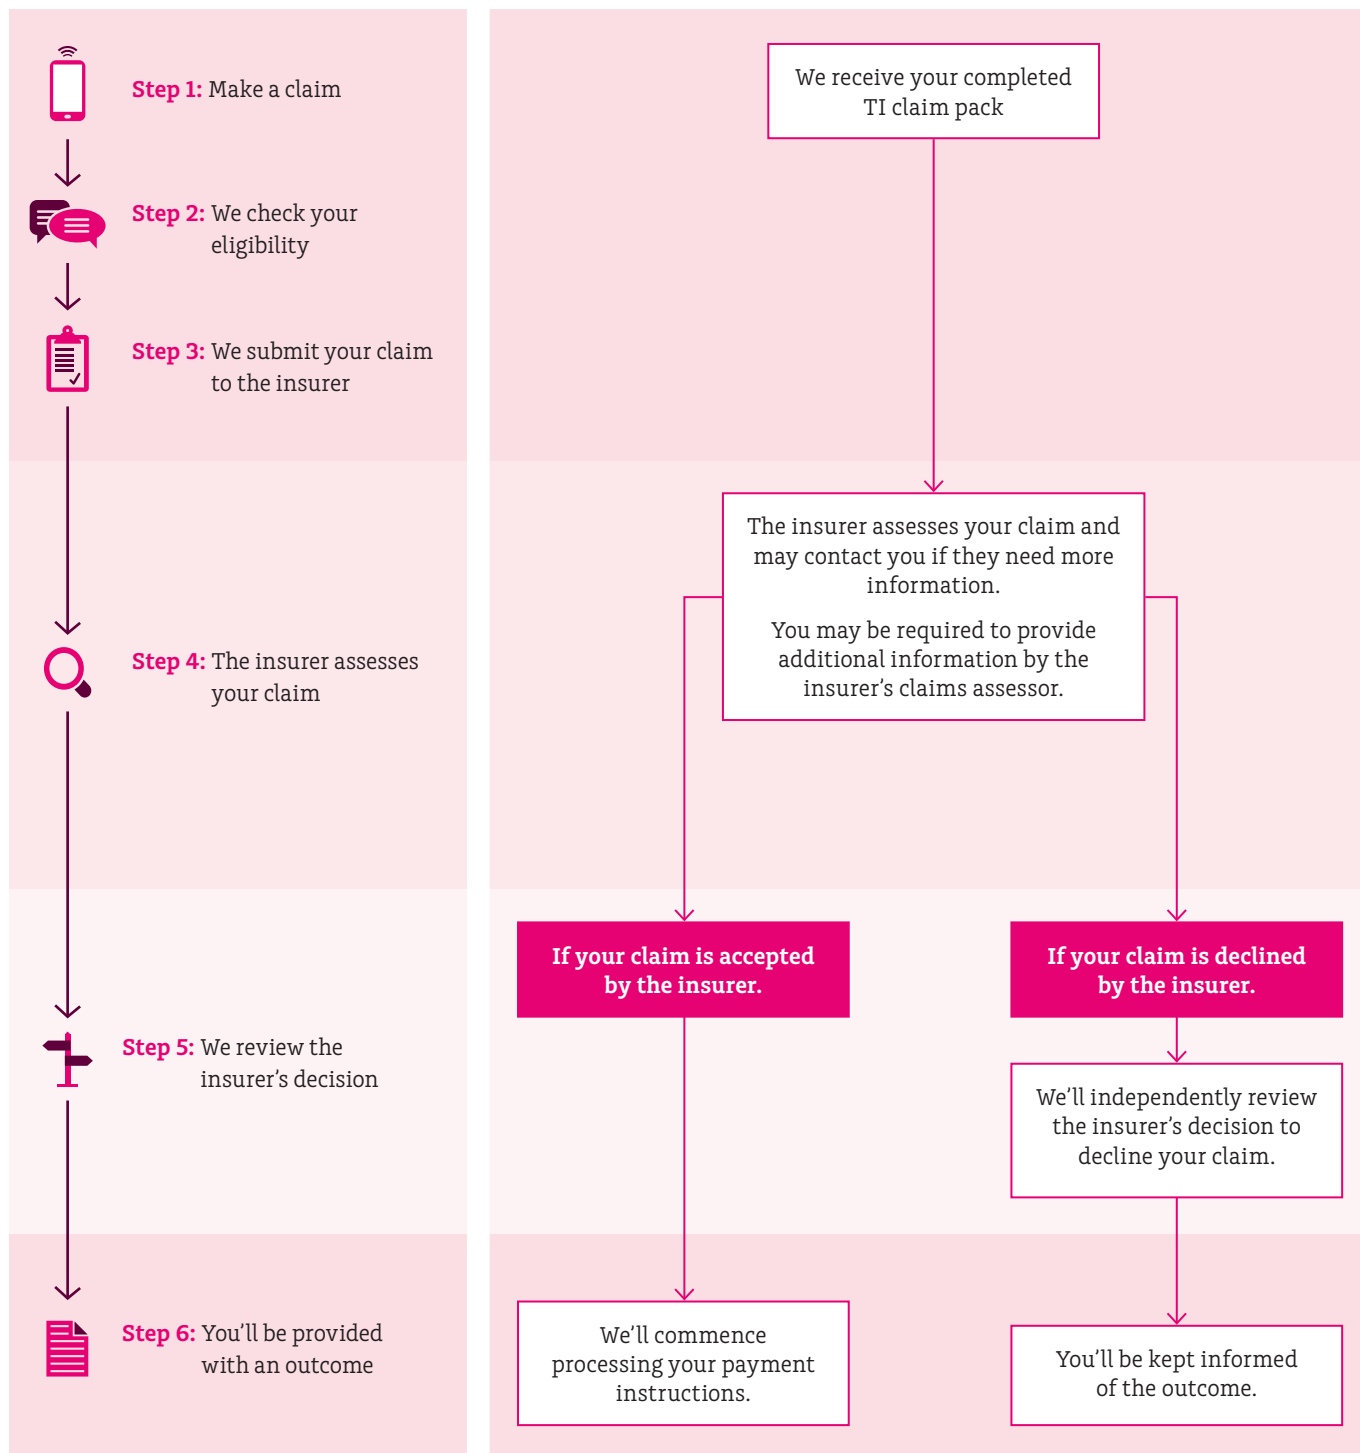 Step 1: Make a claim
Step 2: We check your
eligibility
Step 3: We submit your claim
to the insurer
Step 4: The insurer assesses
your claim
Step 5: We review the
insurer’s decision
Step 6: You’ll be provided
with an outcome
We receive your completed
TI claim pack
The insurer assesses your claim and
may contact you if they need more
information.
You may be required to provide
additional information by the
insurer’s claims assessor.
If your claim is accepted
by the insurer.
We’ll commence
processing your payment
instructions.
If your claim is declined
by the insurer.
We’ll independently review
the insurer’s decision to
decline your claim.
You’ll be kept informed
of the outcome.